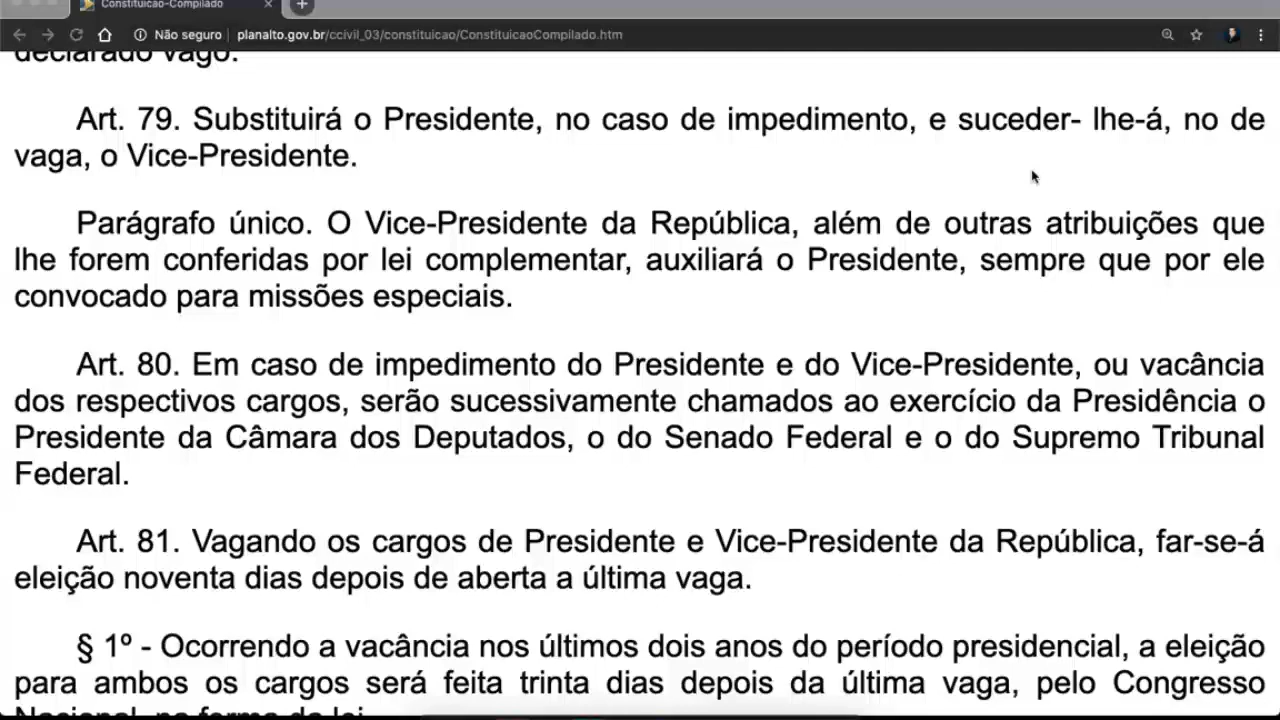 Constituicao-Compilado
Não seguro planalto.gov.br/ccivil_03/constituicao/ConstituicaoCompilado.htm
declarado vago.
Art. 79. Substituirá o Presidente, no caso de impedimento, e suceder- lhe-á, no de
vaga, o Vice-Presidente.
Parágrafo único. O Vice-Presidente da República, além de outras atribuições que
lhe forem conferidas por lei complementar, auxiliará o Presidente, sempre que por ele
convocado para missões especiais.
Art. 80. Em caso de impedimento do Presidente e do Vice-Presidente, ou vacância
dos respectivos cargos, serão sucessivamente chamados ao exercício da Presidência o
Presidente da Câmara dos Deputados, o do Senado Federal e o do Supremo Tribunal
Federal.
Art. 81. Vagando os cargos de Presidente e Vice-Presidente da República, far-se-á
eleição noventa dias depois de aberta a última vaga.
§ 1º - Ocorrendo a vacância nos últimos dois anos do período presidencial, a eleição
para ambos os cargos será feita trinta dias depois da última vaga, pelo Congresso
Nacional, na forma da lei.